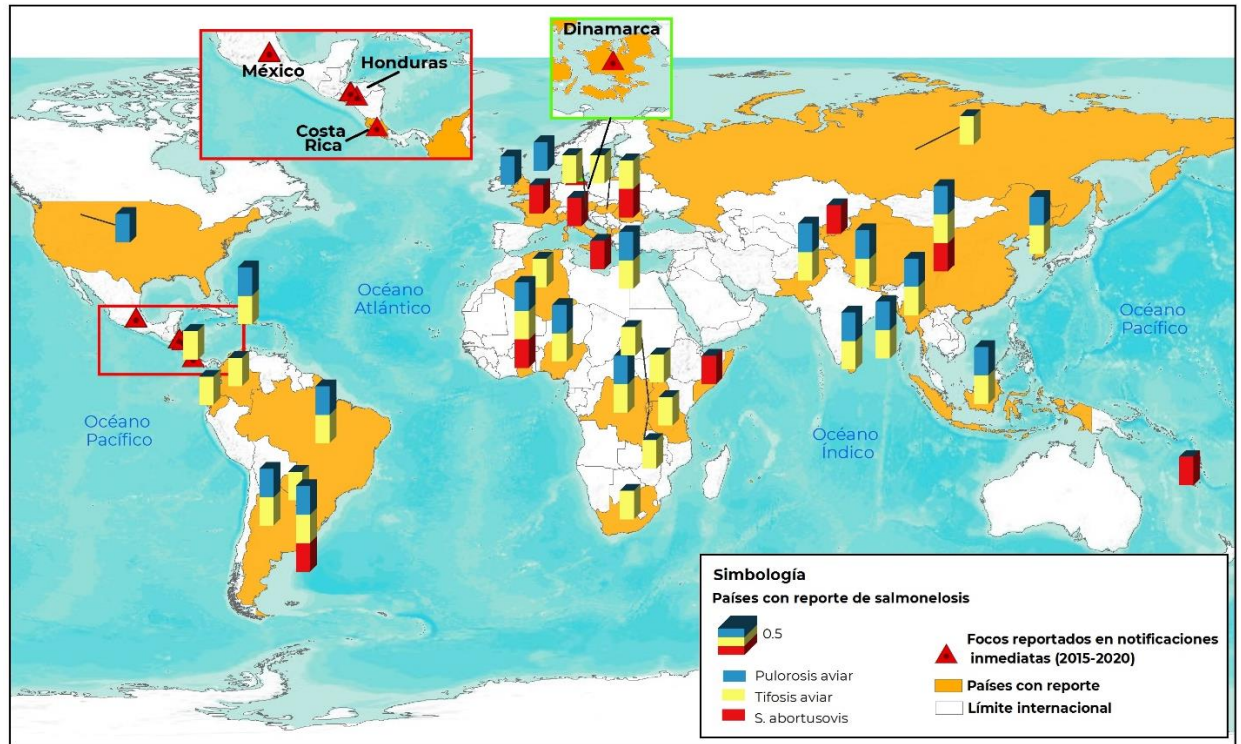 Dinamarca
México
Honduras
Costa
Rica
Océano
Atlántico
Océano
Pacífico
Océano
Pacífico
Océano
Índico
Simbología
Países con reporte de salmonelosis
0.5
Pulorosis aviar
Tifosis aviar
S. abortusovis
Focos reportados en notificaciones
inmediatas (2015-2020)
Países con reporte
Límite internacional